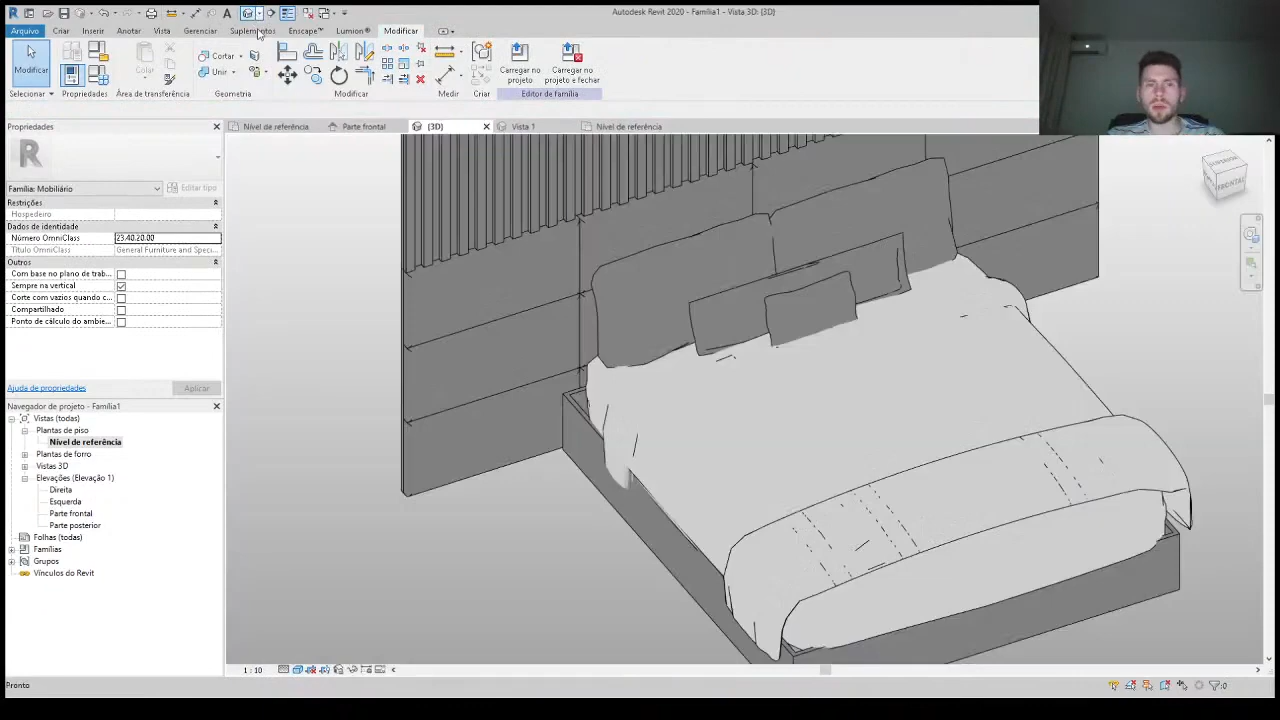 Autodesk Revit 2020 - Família1 - Vista 3D: {3D}
Arquivo Criar Inserir Anotar Vista Gerenciar Suplementos Enscape™ Lumion® Modificar
Modificar
Cortar
Unir
Colar
Carregar no projeto
Carregar no projeto e fechar
Selecionar Propriedades Área de transferência Geometria Modificar Medir Criar Editor de família
Propriedades
Nível de referência Parte frontal {3D} Vista 1 Nível de referência
Família: Mobiliário Editar tipo
Restrições
Hospedeiro
Dados de identidade
Número OmniClass 23.40.20.00
Título OmniClass General Furniture and Speci...
Outros
Com base no plano de trab...
Sempre na vertical
Corte com vazios quando c...
Compartilhado
Ponto de cálculo do ambie...
Ajuda de propriedades Aplicar
Navegador de projeto - Família1
Vistas (todas)
Plantas de piso
Nível de referência
Plantas de forro
Vistas 3D
Elevações (Elevação 1)
Direita
Esquerda
Parte frontal
Parte posterior
Folhas (todas)
Famílias
Grupos
Vínculos do Revit
FRONTAL
1 : 10
Pronto
:0